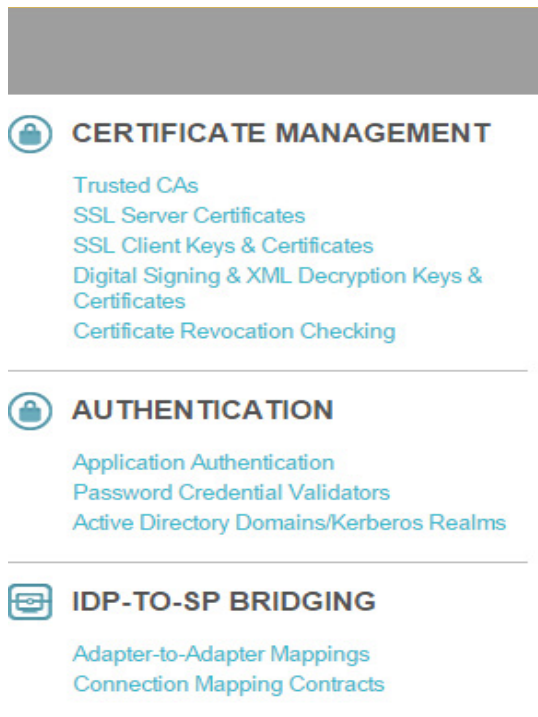 CERTIFICATE MANAGEMENT
Trusted CAs
SSL Server Certificates
SSL Client Keys & Certificates
Digital Signing & XML Decryption Keys &
Certificates
Certificate Revocation Checking
AUTHENTICATION
Application Authentication
Password Credential Validators
Active Directory Domains/Kerberos Realms
IDP-TO-SP BRIDGING
Adapter-to-Adapter Mappings
Connection Mapping Contracts